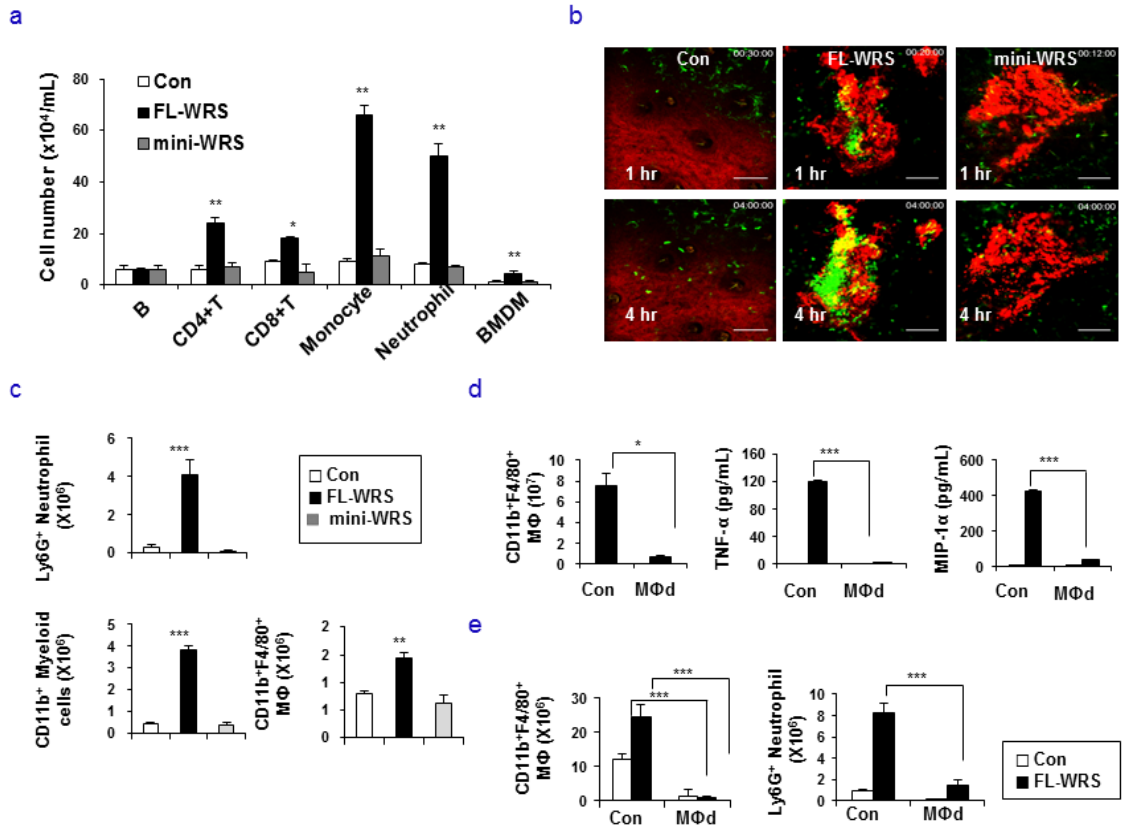 a
Cell number (x10⁴/mL)
80
60
40
20
0
Con
FL-WRS
mini-WRS
**
*
**
**
**
B
CD4+T
CD8+T
Monocyte
Neutrophil
BMDM
b
Con
00:30:00
1 hr
FL-WRS
00:20:00
1 hr
mini-WRS
00:12:00
1 hr
04:00:00
4 hr
04:00:00
4 hr
04:00:00
4 hr
c
Ly6G⁺ Neutrophil
(X10⁶)
6
4
2
0
***
Con
FL-WRS
mini-WRS
CD11b⁺ Myeloid
cells (X10⁶)
5
4
3
2
1
0
***
CD11b⁺F4/80⁺
MΦ (X10⁶)
2
2
1
1
0
**
d
CD11b⁺F4/80⁺
MΦ (10⁷)
10
8
6
4
2
0
*
Con
MΦd
TNF-α (pg/mL)
160
120
80
40
0
***
Con
MΦd
MIP-1α (pg/mL)
600
400
200
0
***
Con
MΦd
e
CD11b⁺F4/80⁺
MΦ (X10⁶)
30
20
10
0
***
***
Con
MΦd
Ly6G⁺ Neutrophil
(X10⁶)
10
8
6
4
2
0
***
Con
MΦd
Con
FL-WRS